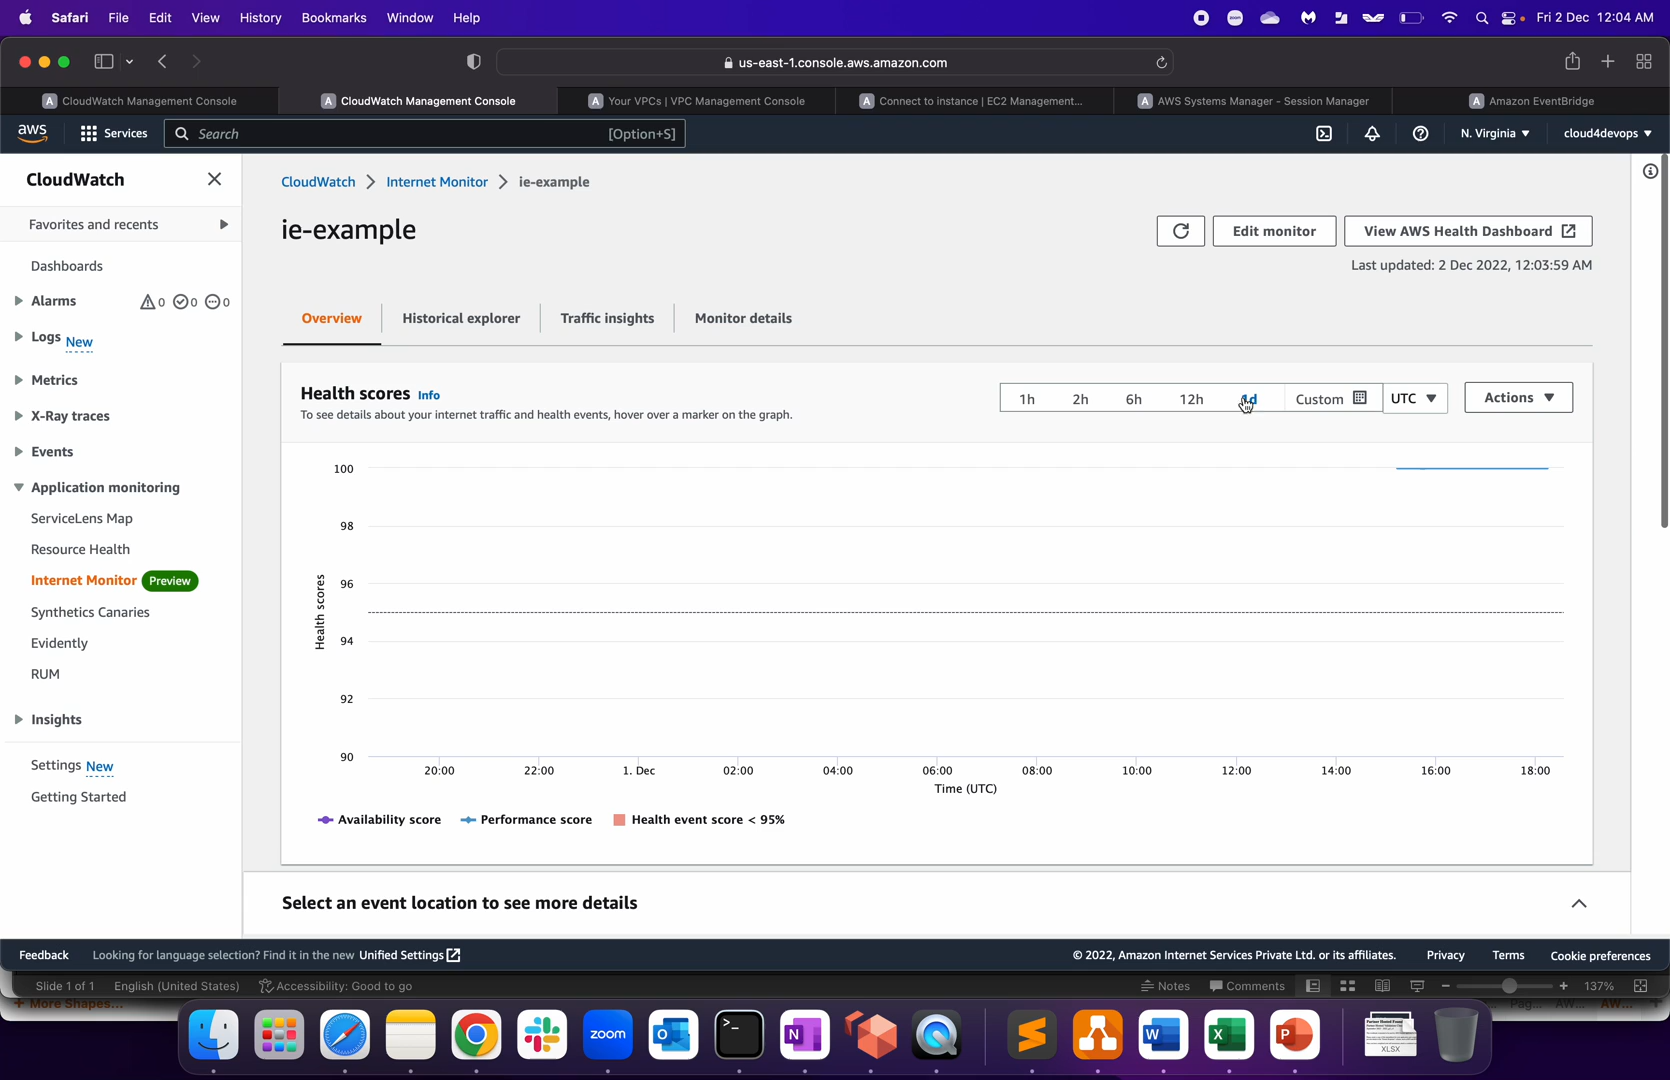 Safari File Edit View History Bookmarks Window Help
zoom
Fri 2 Dec 12:04 AM
us-east-1.console.aws.amazon.com
A CloudWatch Management Console
A CloudWatch Management Console
A Your VPCs | VPC Management Console
A Connect to instance | EC2 Management...
A AWS Systems Manager - Session Manager
A Amazon EventBridge
aws Services Search [Option+S] N. Virginia cloud4devops
CloudWatch
Favorites and recents
Dashboards
Alarms 0 0 0
Logs New
Metrics
X-Ray traces
Events
Application monitoring
ServiceLens Map
Resource Health
Internet Monitor Preview
Synthetics Canaries
Evidently
RUM
Insights
Settings New
Getting Started
CloudWatch Internet Monitor ie-example
ie-example
Edit monitor View AWS Health Dashboard
Last updated: 2 Dec 2022, 12:03:59 AM
Overview Historical explorer Traffic insights Monitor details
Health scores Info
To see details about your internet traffic and health events, hover over a marker on the graph.
1h 2h 6h 12h 1d Custom UTC Actions
100
98
96
94
92
90
Health scores
20:00 22:00 1. Dec 02:00 04:00 06:00 08:00 10:00 12:00 14:00 16:00 18:00
Time (UTC)
Availability score Performance score Health event score < 95%
Select an event location to see more details
Feedback Looking for language selection? Find it in the new Unified Settings © 2022, Amazon Internet Services Private Ltd. or its affiliates. Privacy Terms Cookie preferences
Slide 1 of 1 English (United States) Accessibility: Good to go Notes Comments 137%
+ More Shapes...
zoom
O
N
W
X
P
XLSX